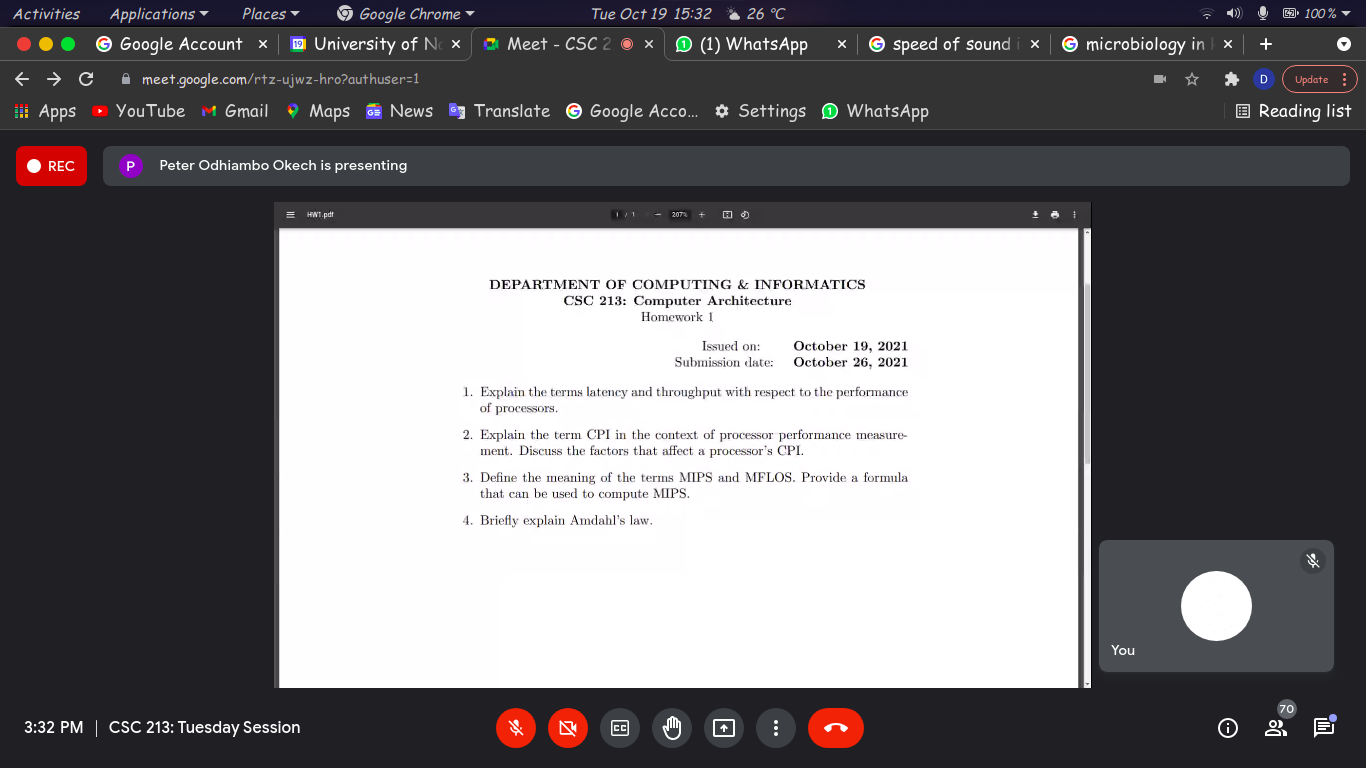 Activities Applications Places Google Chrome Tue Oct 19 15:32 26 °C 100 %
Google Account University of N Meet - CSC 2 (1) WhatsApp speed of sound microbiology in
meet.google.com/rtz-ujwz-hro?authuser=1 D Update
Apps YouTube Gmail Maps News Translate Google Acco... Settings WhatsApp Reading list
REC P Peter Odhiambo Okech is presenting
HW1.pdf 1 / 1 207%
DEPARTMENT OF COMPUTING & INFORMATICS
CSC 213: Computer Architecture
Homework 1
Issued on: October 19, 2021
Submission date: October 26, 2021
1. Explain the terms latency and throughput with respect to the performance
of processors.
2. Explain the term CPI in the context of processor performance measure-
ment. Discuss the factors that affect a processor's CPI.
3. Define the meaning of the terms MIPS and MFLOS. Provide a formula
that can be used to compute MIPS.
4. Briefly explain Amdahl's law.
You
3:32 PM | CSC 213: Tuesday Session 70